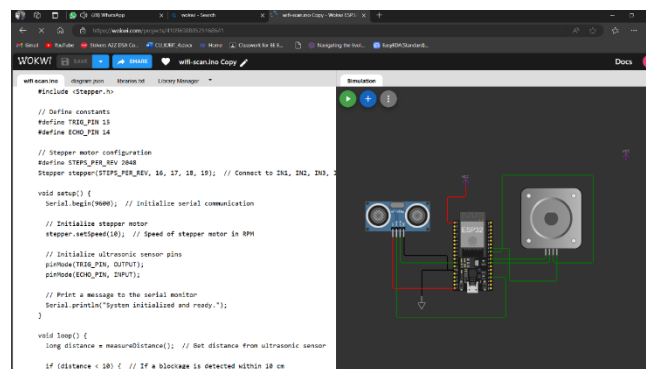 (28) WhatsApp
wokwi - Search
wifi-scan.ino Copy - Wokwi ESP32
https://wokwi.com/projects/
Gmail
YouTube
Home
Classwork for
WOKWI
SAVE
SHARE
wifi-scan.ino Copy
Docs
wifi-scan.ino
diagram.json
libraries.txt
Library Manager
Simulation
#include <Stepper.h>
// Define constants
#define TRIG_PIN 15
#define ECHO_PIN 14
// Stepper motor configuration
#define STEPS_PER_REV 2048
Stepper stepper(STEPS_PER_REV, 16, 17, 18, 19); // Connect to IN1, IN2, IN3,
void setup() {
Serial.begin(9600); // Initialize serial communication
// Initialize stepper motor
stepper.setSpeed(10); // Speed of stepper motor in RPM
// Initialize ultrasonic sensor pins
pinMode(TRIG_PIN, OUTPUT);
pinMode(ECHO_PIN, INPUT);
// Print a message to the serial monitor
Serial.println("System initialized and ready.");
}
void loop() {
long distance = measureDistance(); // Get distance from ultrasonic sensor
if (distance < 10) { // If a blockage is detected within 10 cm
ESP32